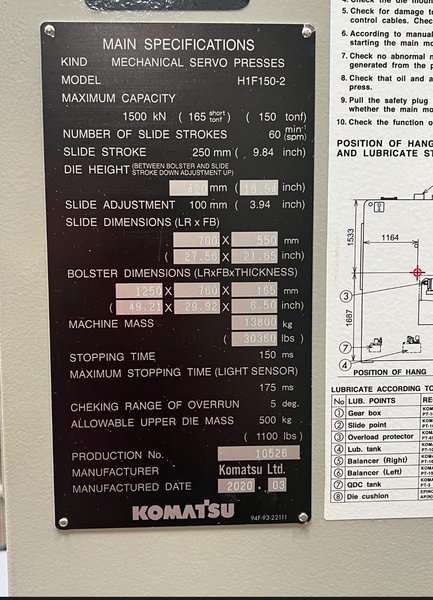 MAIN SPECIFICATIONS
KIND MECHANICAL SERVO PRESSES
MODEL H1F150-2
MAXIMUM CAPACITY
1500 kN ( 165 short tonf ) ( 150 tonf)
NUMBER OF SLIDE STROKES 60 min-1 (spm)
SLIDE STROKE 250 mm ( 9.84 inch)
DIE HEIGHT (BETWEEN BOLSTER AND SLIDE STROKE DOWN ADJUSTMENT UP)
420 mm ( 16.54 inch)
SLIDE ADJUSTMENT 100 mm ( 3.94 inch)
SLIDE DIMENSIONS (LR x FB)
700 X 550 mm
( 27.56 X 21.65 inch)
BOLSTER DIMENSIONS (LRxFBxTHICKNESS)
1250 X 760 X 165 mm
( 49.21 X 29.92 X 6.50 inch)
MACHINE MASS 13800 kg
( 30360 lbs )
STOPPING TIME 150 ms
MAXIMUM STOPPING TIME (LIGHT SENSOR)
175 ms
CHEKING RANGE OF OVERRUN 5 deg.
ALLOWABLE UPPER DIE MASS 500 kg
( 1100 lbs )
PRODUCTION No. 10526
MANUFACTURER Komatsu Ltd.
MANUFACTURED DATE 2020 . 03
KOMATSU
94F-93-22111
5. Check for damage t
control cables. Chec
6. According to manual
starting the main mo
7. Check no abnormal n
generated from the p
8. Check that oil and a
press.
9. Pull the safety plug
whether the main mo
10. Check the function o
POSITION OF HANG
AND LUBRICATE ST
1533
1164
1687
③
⑦
④
POSITION OF HANG
LUBRICATE ACCORDING TO
No LUB. POINTS RE
① Gear box
② Slide point
③ Overload protector
④ Lub. tank
⑤ Balancer (Right)
⑥ Balancer (Left)
⑦ QDC tank
⑧ Die cushion